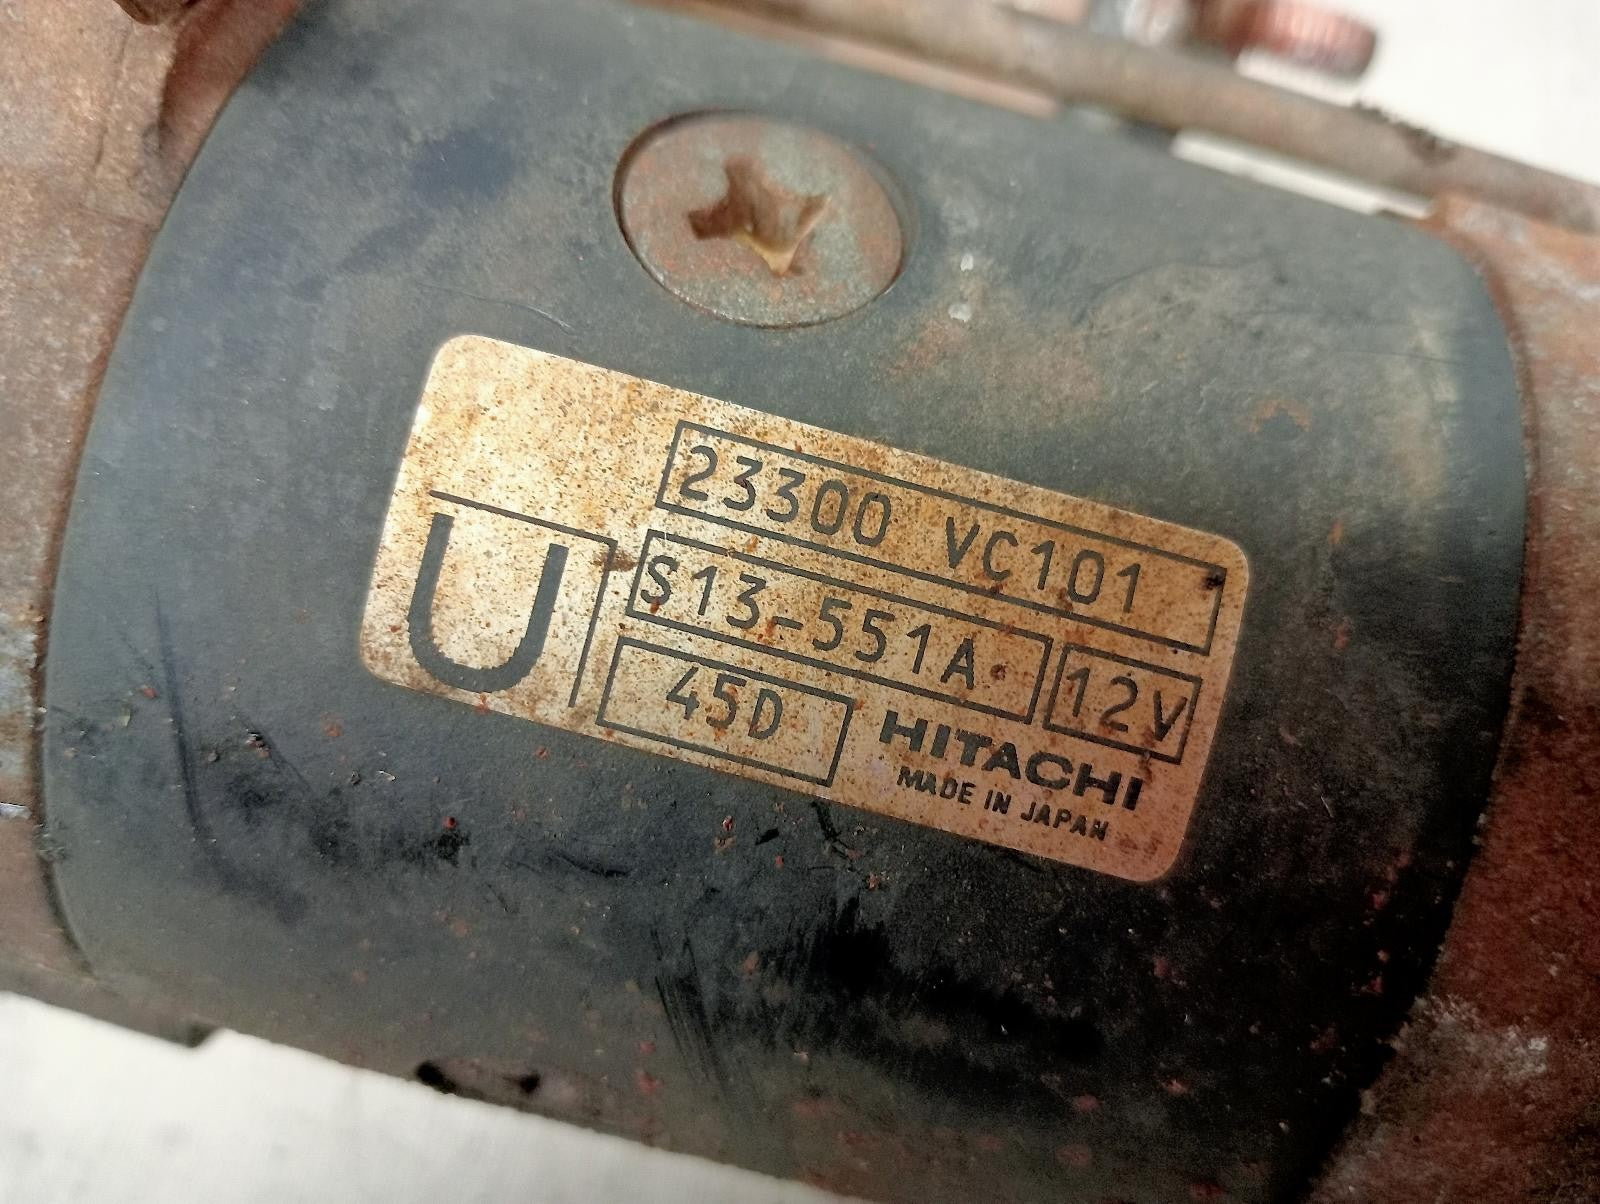 23300 VC101
U
S13-551A
12V
45D
HITACHI
MADE IN JAPAN